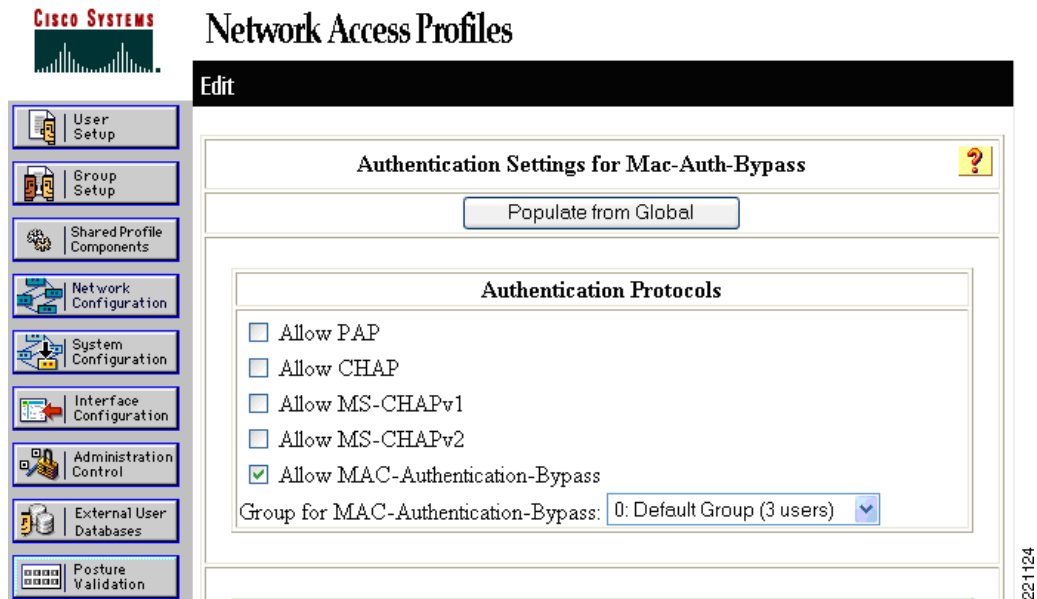 CISCO SYSTEMS
Network Access Profiles
Edit
User
Setup
Group
Setup
Shared Profile
Components
Network
Configuration
System
Configuration
Interface
Configuration
Administration
Control
External User
Databases
Posture
Validation
Authentication Settings for Mac-Auth-Bypass
?
Populate from Global
Authentication Protocols
Allow PAP
Allow CHAP
Allow MS-CHAPv1
Allow MS-CHAPv2
Allow MAC-Authentication-Bypass
Group for MAC-Authentication-Bypass: 0: Default Group (3 users)
221124